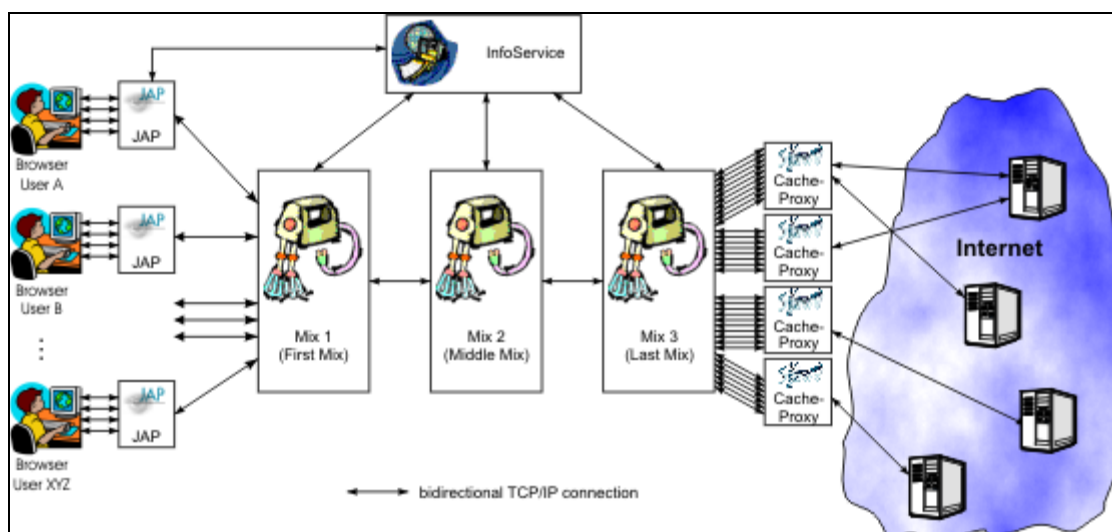 InfoService
JAP
JAP
Browser
User A
JAP
JAP
Browser
User B
JAP
JAP
Browser
User XYZ
Mix 1
(First Mix)
Mix 2
(Middle Mix)
Mix 3
(Last Mix)
Cache-
Proxy
Cache-
Proxy
Cache-
Proxy
Cache-
Proxy
Internet
bidirectional TCP/IP connection